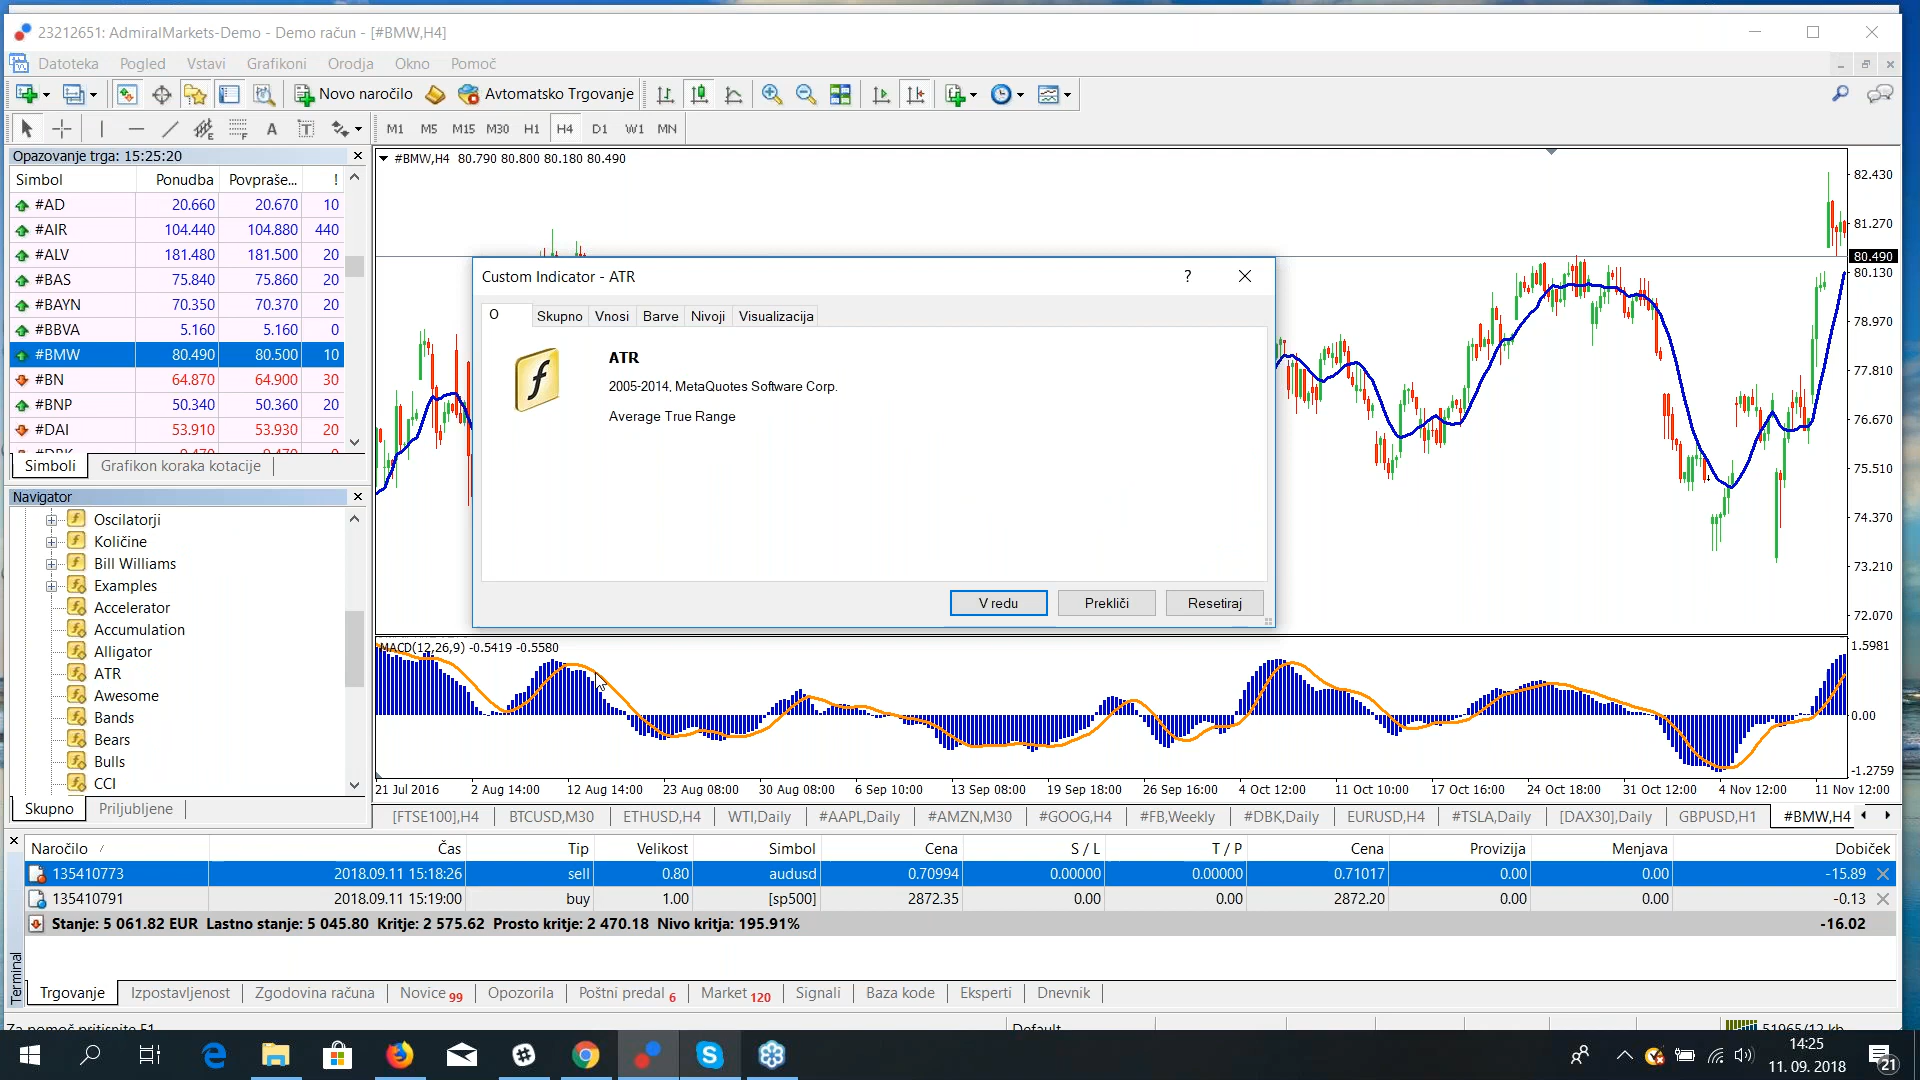 23212651: AdmiralMarkets-Demo - Demo račun - [#BMW,H4]
Datoteka Pogled Vstavi Grafikoni Orodja Okno Pomoč
Novo naročilo Avtomatsko Trgovanje
A T M1 M5 M15 M30 H1 H4 D1 W1 MN
Opazovanje trga: 15:25:20
Simbol Ponudba Povpraše... !
#AD 20.660 20.670 10
#AIR 104.440 104.880 440
#ALV 181.480 181.500 20
#BAS 75.840 75.860 20
#BAYN 70.350 70.370 20
#BBVA 5.160 5.160 0
#BMW 80.490 80.500 10
#BN 64.870 64.900 30
#BNP 50.340 50.360 20
#DAI 53.910 53.930 20
Simboli Grafikon koraka kotacije
Navigator
Oscilatorji
Količine
Bill Williams
Examples
Accelerator
Accumulation
Alligator
ATR
Awesome
Bands
Bears
Bulls
CCI
Skupno Priljubljene
#BMW,H4 80.790 80.800 80.180 80.490
82.430
81.270
80.490
80.130
78.970
77.810
76.670
75.510
74.370
73.210
72.070
Custom Indicator - ATR ?
O Skupno Vnosi Barve Nivoji Visualizacija
ATR
2005-2014, MetaQuotes Software Corp.
Average True Range
V redu Prekliči Resetiraj
MACD(12,26,9) -0.5419 -0.5580
1.5981
0.00
-1.2759
21 Jul 2016 2 Aug 14:00 12 Aug 14:00 23 Aug 08:00 30 Aug 08:00 6 Sep 10:00 13 Sep 08:00 19 Sep 18:00 26 Sep 16:00 4 Oct 12:00 11 Oct 10:00 17 Oct 16:00 24 Oct 18:00 31 Oct 12:00 4 Nov 12:00 11 Nov 12:00
[FTSE100],H4 BTCUSD,M30 ETHUSD,H4 WTI,Daily #AAPL,Daily #AMZN,M30 #GOOG,H4 #FB,Weekly #DBK,Daily EURUSD,H4 #TSLA,Daily [DAX30],Daily GBPUSD,H1 #BMW,H4
Naročilo / Čas Tip Velikost Simbol Cena S / L T / P Cena Provizija Menjava Dobiček
135410773 2018.09.11 15:18:26 sell 0.80 audusd 0.70994 0.00000 0.00000 0.71017 0.00 0.00 -15.89
135410791 2018.09.11 15:19:00 buy 1.00 [sp500] 2872.35 0.00 0.00 2872.20 0.00 0.00 -0.13
Stanje: 5 061.82 EUR Lastno stanje: 5 045.80 Kritje: 2 575.62 Prosto kritje: 2 470.18 Nivo kritja: 195.91% -16.02
Terminal
Trgovanje Izpostavljenost Zgodovina računa Novice 99 Opozorila Poštni predal 6 Market 120 Signali Baza kode Eksperti Dnevnik
Za pomoč pritisnite F1 Default 51965/12 kb
14:25
11. 09. 2018
21